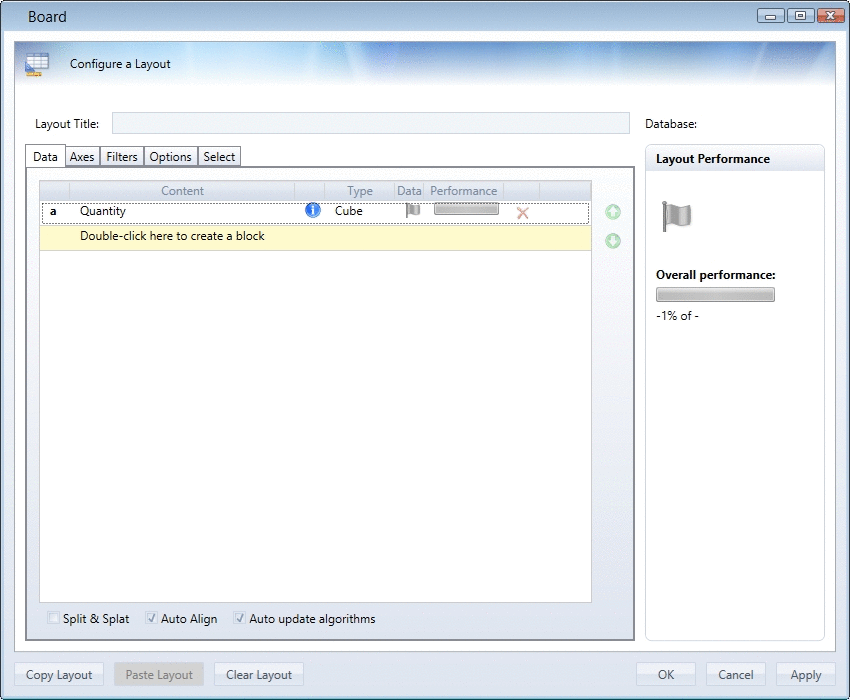 Board
Configure a Layout
Layout Title:
Database:
Data Axes Filters Options Select
Layout Performance
Content Type Data Performance
a Quantity i Cube
Double-click here to create a block
Overall performance:
-1% of -
Split & Splat Auto Align Auto update algorithms
Copy Layout Paste Layout Clear Layout OK Cancel Apply